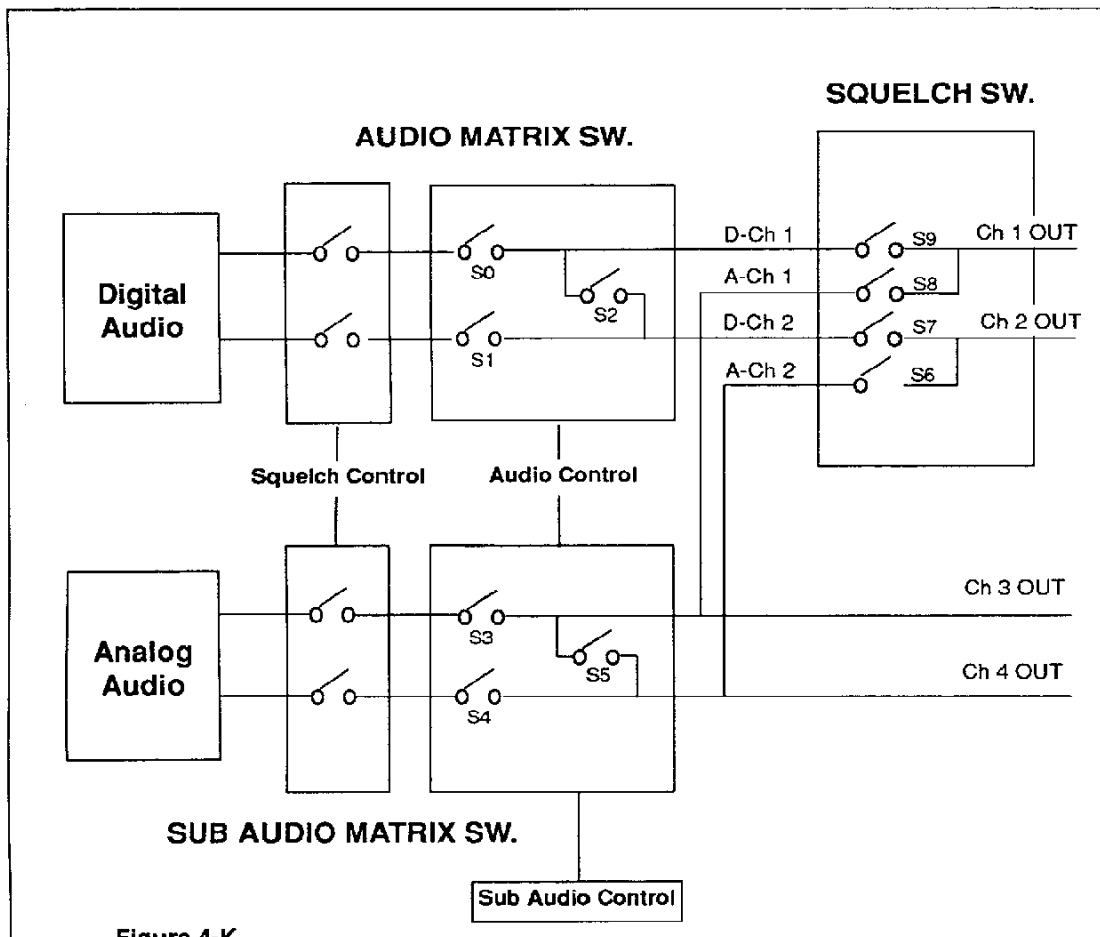 SQUELCH SW.
AUDIO MATRIX SW.
Digital
Audio
S0
S1
S2
D-Ch 1
A-Ch 1
D-Ch 2
A-Ch 2
S9
S8
S7
S6
Ch 1 OUT
Ch 2 OUT
Squelch Control
Audio Control
Analog
Audio
S3
S4
S5
Ch 3 OUT
Ch 4 OUT
SUB AUDIO MATRIX SW.
Sub Audio Control
Figure 4-K